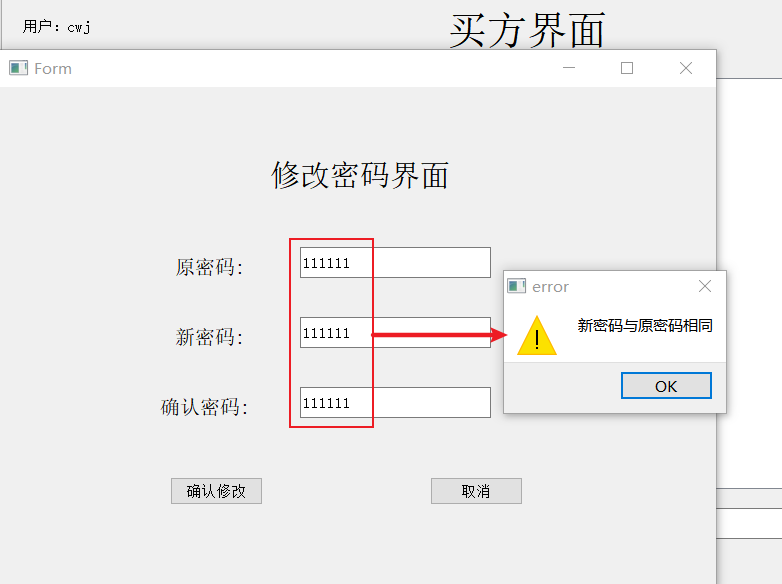 用户：cwj
买方界面
Form
修改密码界面
原密码：
111111
新密码：
111111
确认密码：
111111
确认修改
取消
error
新密码与原密码相同
OK